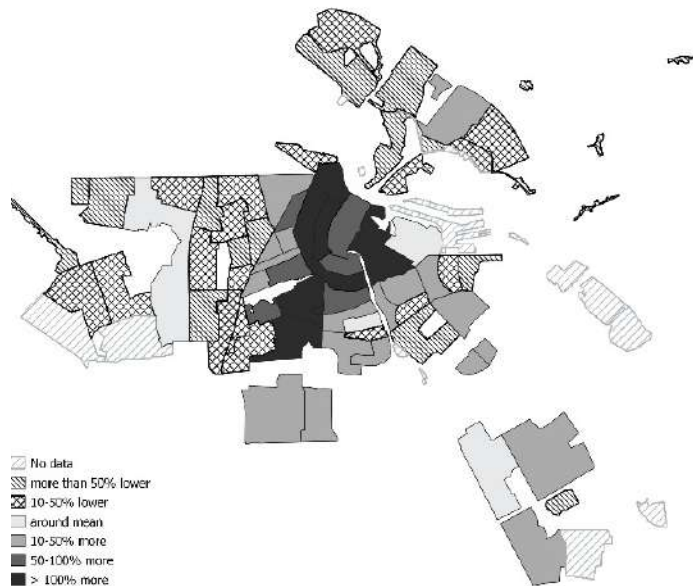 No data
more than 50% lower
10-50% lower
around mean
10-50% more
50-100% more
> 100% more